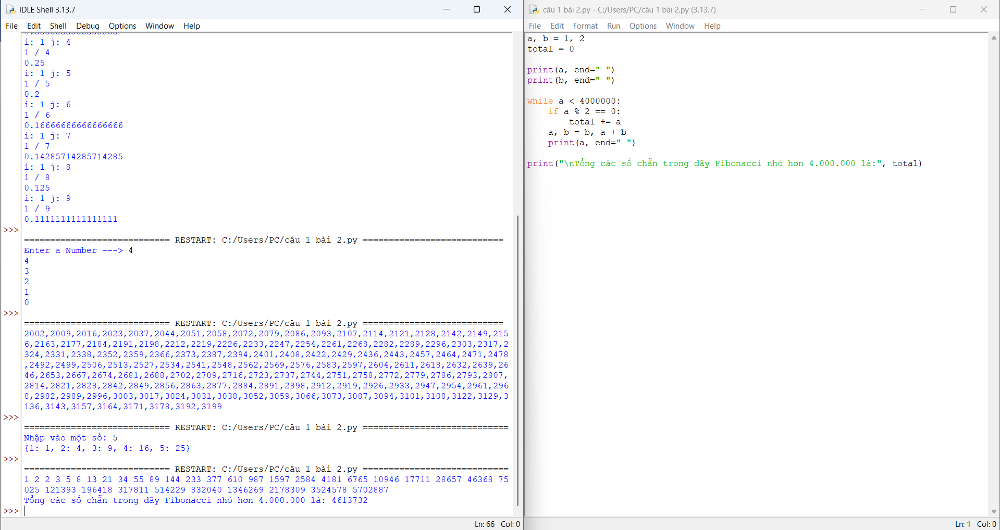 IDLE Shell 3.13.7
File Edit Shell Debug Options Window Help
i: 1 j: 4
1 / 4
0.25
i: 1 j: 5
1 / 5
0.2
i: 1 j: 6
1 / 6
0.16666666666666666
i: 1 j: 7
1 / 7
0.14285714285714285
i: 1 j: 8
1 / 8
0.125
i: 1 j: 9
1 / 9
0.1111111111111111
>>>
============================ RESTART: C:/Users/PC/câu 1 bài 2.py ===========================
Enter a Number ---> 4
4
3
2
1
0
>>>
============================ RESTART: C:/Users/PC/câu 1 bài 2.py ===========================
2002,2009,2016,2023,2037,2044,2051,2058,2072,2079,2086,2093,2107,2114,2121,2128,2142,2149,215
6,2163,2177,2184,2191,2198,2212,2219,2226,2233,2247,2254,2261,2268,2282,2289,2296,2303,2317,2
324,2331,2338,2352,2359,2366,2373,2387,2394,2401,2408,2422,2429,2436,2443,2457,2464,2471,2478
,2492,2499,2506,2513,2527,2534,2541,2548,2562,2569,2576,2583,2597,2604,2611,2618,2632,2639,26
46,2653,2667,2674,2681,2688,2702,2709,2716,2723,2737,2744,2751,2758,2772,2779,2786,2793,2807,
2814,2821,2828,2842,2849,2856,2863,2877,2884,2891,2898,2912,2919,2926,2933,2947,2954,2961,296
8,2982,2989,2996,3003,3017,3024,3031,3038,3052,3059,3066,3073,3087,3094,3101,3108,3122,3129,3
136,3143,3157,3164,3171,3178,3192,3199
>>>
============================ RESTART: C:/Users/PC/câu 1 bài 2.py ============================
Nhập vào một số: 5
{1: 1, 2: 4, 3: 9, 4: 16, 5: 25}
>>>
============================ RESTART: C:/Users/PC/câu 1 bài 2.py ============================
1 2 2 3 5 8 13 21 34 55 89 144 233 377 610 987 1597 2584 4181 6765 10946 17711 28657 46368 75
025 121393 196418 317811 514229 832040 1346269 2178309 3524578 5702887
Tổng các số chẵn trong dãy Fibonacci nhỏ hơn 4.000.000 là: 4613732
>>>
Ln: 66 Col: 0
câu 1 bài 2.py - C:/Users/PC/câu 1 bài 2.py (3.13.7)
File Edit Format Run Options Window Help
a, b = 1, 2
total = 0
print(a, end=" ")
print(b, end=" ")
while a < 4000000:
    if a % 2 == 0:
        total += a
    a, b = b, a + b
    print(a, end=" ")
print("\nTổng các số chẵn trong dãy Fibonacci nhỏ hơn 4.000.000 là:", total)
Ln: 1 Col: 0